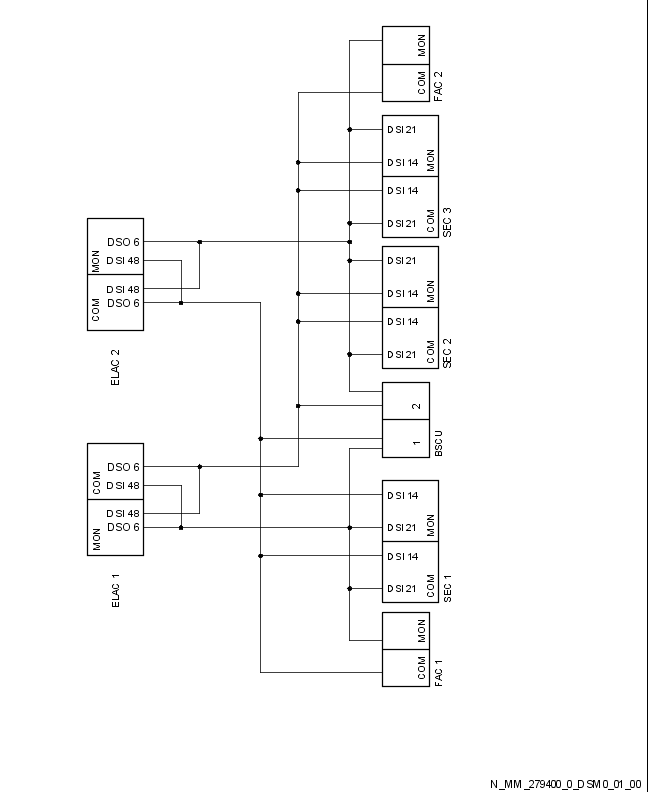 MON
COM
FAC 2
DSI 21
DSI 14
MON
DSI 14
DSI 21
COM
SEC 3
DSO 6
DSI 48
MON
DSI 48
DSO 6
COM
ELAC 2
DSI 21
DSI 14
MON
DSI 14
DSI 21
COM
SEC 2
2
1
BSCU
DSO 6
DSI 48
COM
DSI 48
DSO 6
MON
ELAC 1
DSI 14
DSI 21
MON
DSI 14
DSI 21
COM
SEC 1
MON
COM
FAC 1
N_MM_279400_0_DSM0_01_00